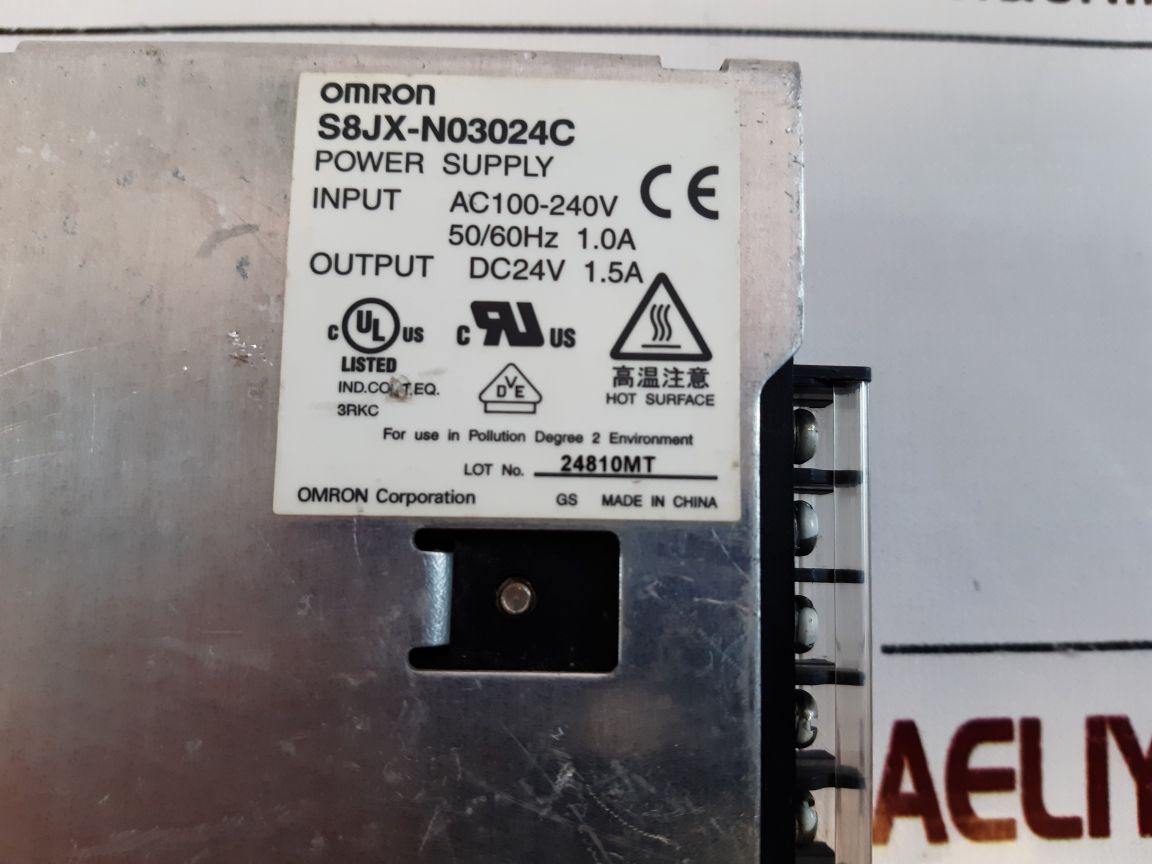 OMRON
S8JX-N03024C
POWER SUPPLY
INPUT AC100-240V
50/60Hz 1.0A
OUTPUT DC24V 1.5A
CE
C UL US
LISTED
IND.CONT.EQ.
3RKC
C RU US
DVE
高温注意
HOT SURFACE
For use in Pollution Degree 2 Environment
LOT No. 24810MT
OMRON Corporation GS MADE IN CHINA
AELIY